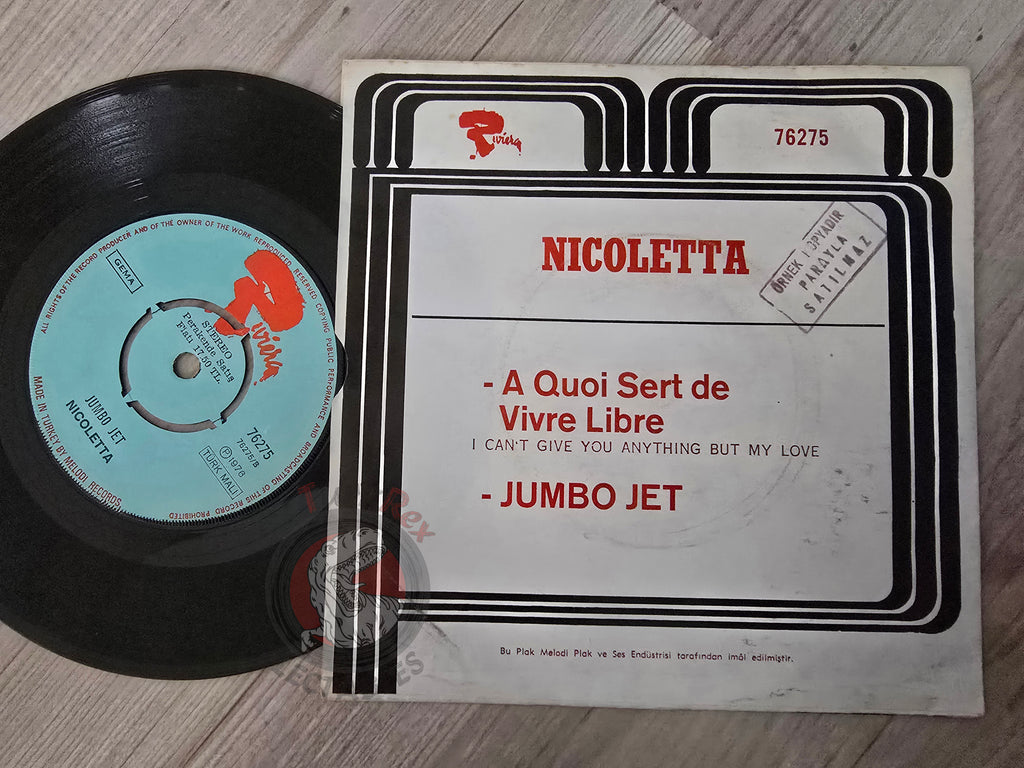 Riviera
76275
NICOLETTA
ÖRNEK KOPYADIR
PARAYLA
SATILMAZ
- A Quoi Sert de
Vivre Libre
I CAN'T GIVE YOU ANYTHING BUT MY LOVE
- JUMBO JET
Bu Plak Melodi Plak ve Ses Endüstrisi tarafından imâl edilmiştir.
ALL RIGHTS OF THE RECORD PRODUCER AND OF THE OWNER OF THE WORK REPRODUCED RESERVED COPYING PUBLIC PERFORMANCE AND BROADCASTING OF THIS RECORD PROHIBITED
GEMA
Riviera
STEREO
Perakende Satış
Fiatı 17.50 TL.
76275
76275/B
℗ 1976
TÜRK MALI
JUMBO JET
NICOLETTA
MADE IN TURKEY BY MELODİ RECORDS
Rex